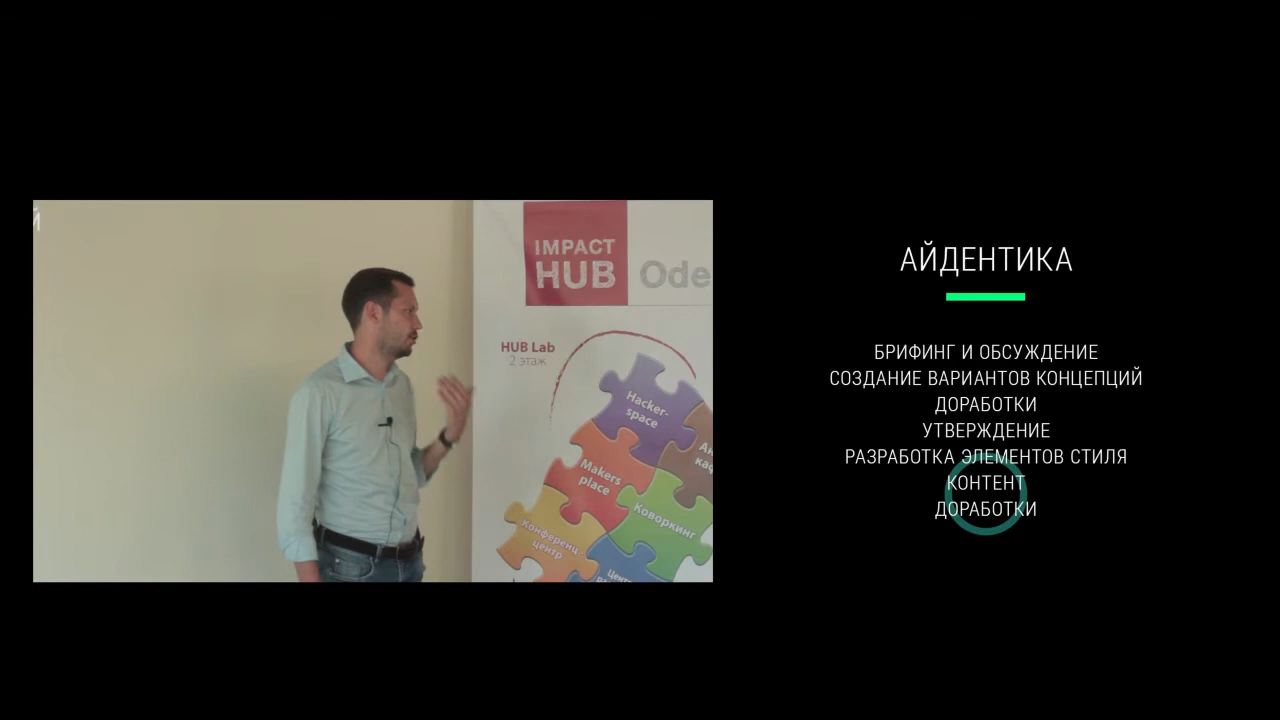 Й
IMPACT
HUB
Ode
HUB Lab
2 этаж
Hacker-
space
Makers
place
Коворкинг
Конференц
центр
АЙДЕНТИКА
БРИФИНГ И ОБСУЖДЕНИЕ
СОЗДАНИЕ ВАРИАНТОВ КОНЦЕПЦИЙ
ДОРАБОТКИ
УТВЕРЖДЕНИЕ
РАЗРАБОТКА ЭЛЕМЕНТОВ СТИЛЯ
КОНТЕНТ
ДОРАБОТКИ